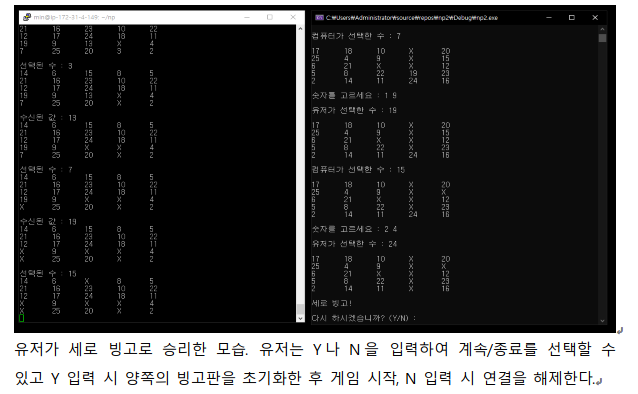 min@ip-172-31-4-149: ~/np
21 16 23 10 22
12 17 24 18 11
19 9 13 X 4
7 25 20 3 2
선택된 수 : 3
14 6 15 8 5
21 16 23 10 22
12 17 24 18 11
19 9 13 X 4
7 25 20 X 2
수신된 값 : 13
14 6 15 8 5
21 16 23 10 22
12 17 24 18 11
19 9 X X 4
7 25 20 X 2
선택된 수 : 7
14 6 15 8 5
21 16 23 10 22
12 17 24 18 11
19 9 X X 4
X 25 20 X 2
수신된 값 : 19
14 6 15 8 5
21 16 23 10 22
12 17 24 18 11
X 9 X X 4
X 25 20 X 2
선택된 수 : 15
14 6 X 8 5
21 16 23 10 22
12 17 24 18 11
X 9 X X 4
X 25 20 X 2
C:\Users\Administrator\source\repos\np2\Debug\np2.exe
컴퓨터가 선택한 수 : 7
17 18 10 X 20
25 4 9 X 15
6 21 X X 12
5 8 22 19 23
2 14 11 24 16
숫자를 고르세요 : 1 9
유저가 선택한 수 : 19
17 18 10 X 20
25 4 9 X 15
6 21 X X 12
5 8 22 X 23
2 14 11 24 16
컴퓨터가 선택한 수 : 15
17 18 10 X 20
25 4 9 X X
6 21 X X 12
5 8 22 X 23
2 14 11 24 16
숫자를 고르세요 : 2 4
유저가 선택한 수 : 24
17 18 10 X 20
25 4 9 X X
6 21 X X 12
5 8 22 X 23
2 14 11 X 16
세로 빙고!
다시 하시겠습니까? (Y/N) :
유저가 세로 빙고로 승리한 모습. 유저는 Y나 N을 입력하여 계속/종료를 선택할 수
있고 Y 입력 시 양쪽의 빙고판을 초기화한 후 게임 시작, N 입력 시 연결을 해제한다.